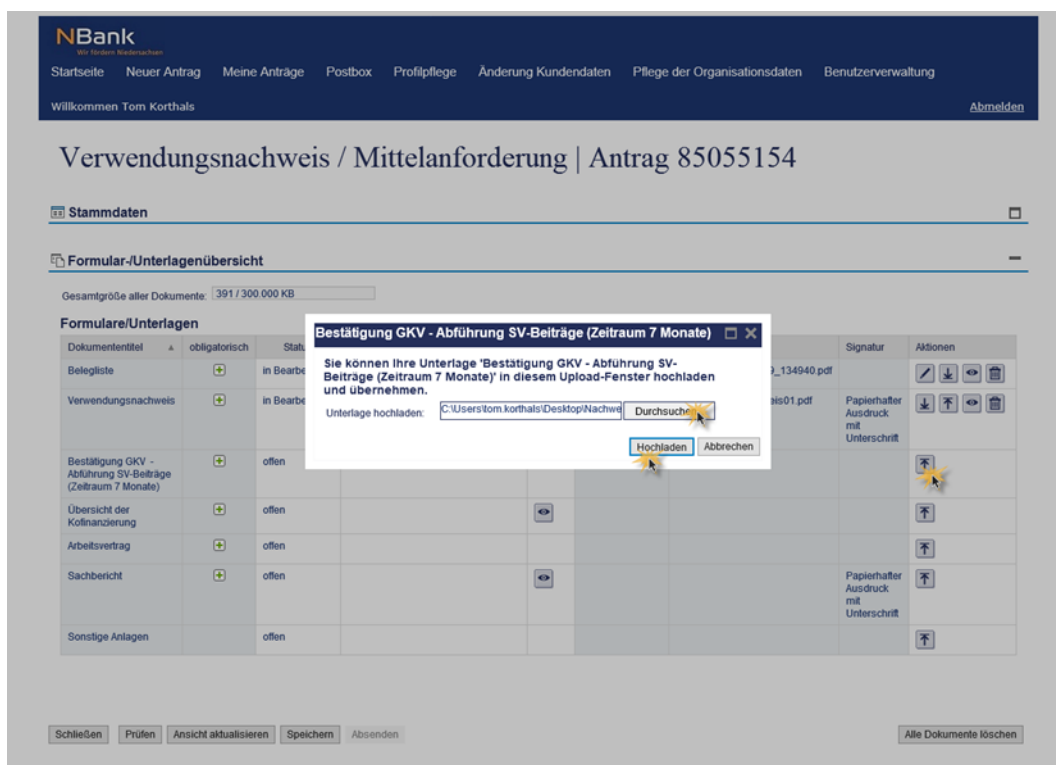 NBank
Wir fördern Niedersachsen
Startseite Neuer Antrag Meine Anträge Postbox Profilpflege Änderung Kundendaten Pflege der Organisationsdaten Benutzerverwaltung
Willkommen Tom Korthals Abmelden
Verwendungsnachweis / Mittelanforderung | Antrag 85055154
Stammdaten
Formular-/Unterlagenübersicht
Gesamtgröße aller Dokumente: 391 / 300.000 KB
Formulare/Unterlagen
Dokumententitel obligatorisch Statu Signatur Aktionen
Bestätigung GKV - Abführung SV-Beiträge (Zeitraum 7 Monate)
Sie können Ihre Unterlage 'Bestätigung GKV - Abführung SV-
Beiträge (Zeitraum 7 Monate)' in diesem Upload-Fenster hochladen
und übernehmen.
Unterlage hochladen: C:\Users\tom.korthals\Desktop\Nachwe Durchsuche
Hochladen Abbrechen
Belegliste in Bearbe 9_134940.pdf
Verwendungsnachweis in Bearbe eis01.pdf Papierhafter
Ausdruck
mit
Unterschrift
Bestätigung GKV - offen
Abführung SV-Beiträge
(Zeitraum 7 Monate)
Übersicht der offen
Kofinanzierung
Arbeitsvertrag offen
Sachbericht offen Papierhafter
Ausdruck
mit
Unterschrift
Sonstige Anlagen offen
Schließen Prüfen Ansicht aktualisieren Speichern Absenden Alle Dokumente löschen